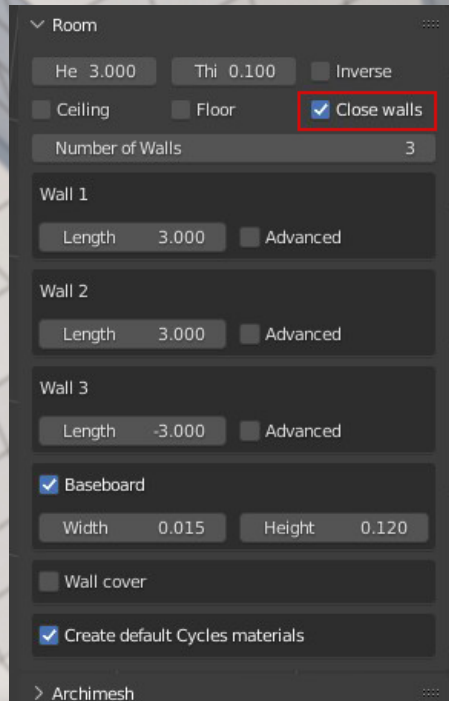 Room
He 3.000 Thi 0.100 Inverse
Ceiling Floor Close walls
Number of Walls 3
Wall 1
Length 3.000 Advanced
Wall 2
Length 3.000 Advanced
Wall 3
Length -3.000 Advanced
Baseboard
Width 0.015 Height 0.120
Wall cover
Create default Cycles materials
Archimesh